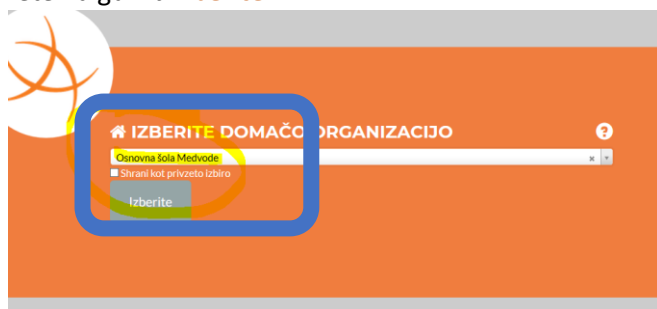 IZBERITE DOMAČO ORGANIZACIJO
Osnovna šola Medvode
Shrani kot privzeto izbiro
Izberite